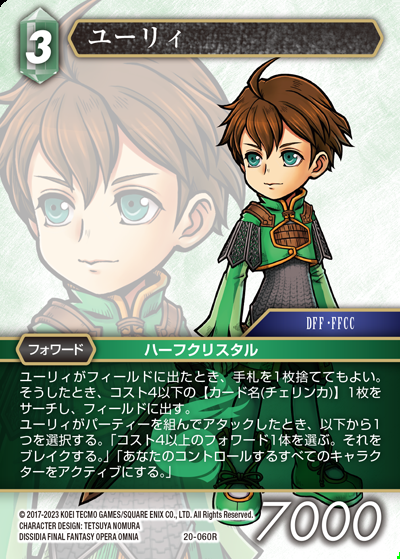 3
ユーリィ
DFF・FFCC
フォワード
ハーフクリスタル
ユーリィがフィールドに出たとき、手札を1枚捨ててもよい。
そうしたとき、コスト4以下の【カード名(チェリンカ)】1枚を
サーチし、フィールドに出す。
ユーリィがパーティーを組んでアタックしたとき、以下から1
つを選択する。「コスト4以上のフォワード1体を選ぶ。それを
ブレイクする。」「あなたのコントロールするすべてのキャラク
ターをアクティブにする。」
© 2017-2023 KOEI TECMO GAMES/SQUARE ENIX CO., LTD. All Rights Reserved.
CHARACTER DESIGN: TETSUYA NOMURA
DISSIDIA FINAL FANTASY OPERA OMNIA
20-060R
7000